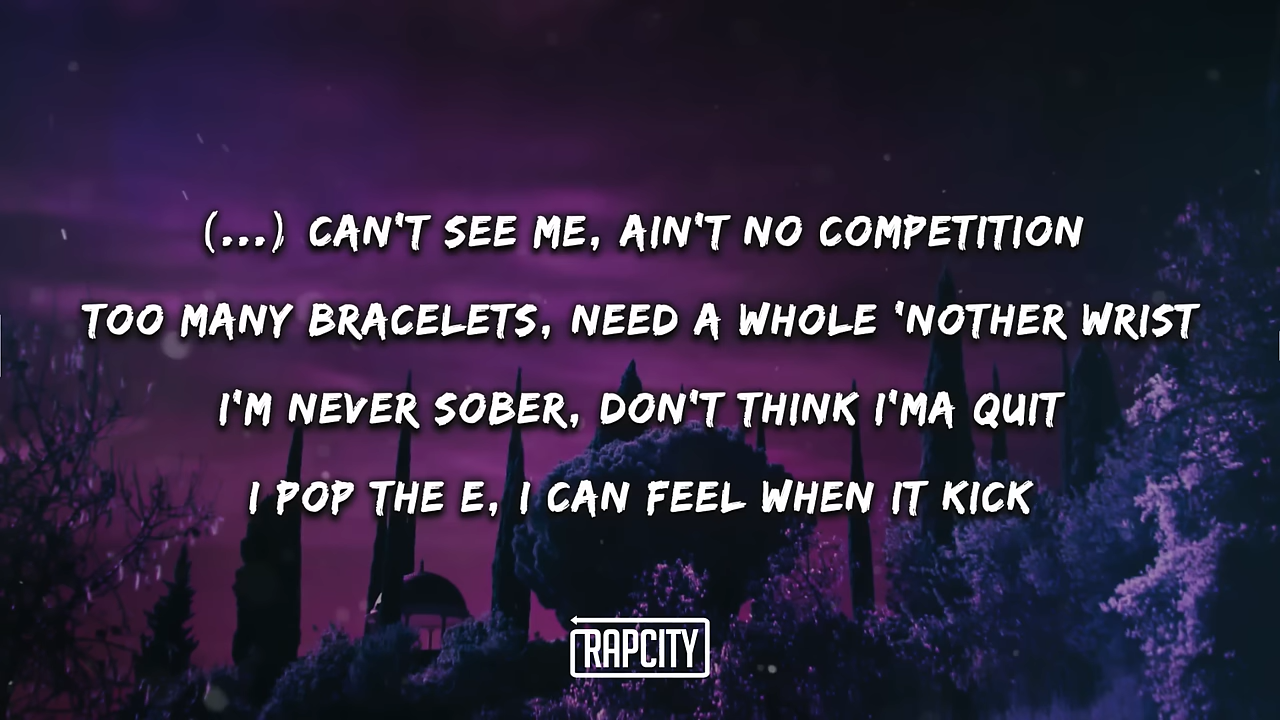 (...) CAN'T SEE ME, AIN'T NO COMPETITION
TOO MANY BRACELETS, NEED A WHOLE 'NOTHER WRIST
I'M NEVER SOBER, DON'T THINK I'MA QUIT
I POP THE E, I CAN FEEL WHEN IT KICK
RAPCITY